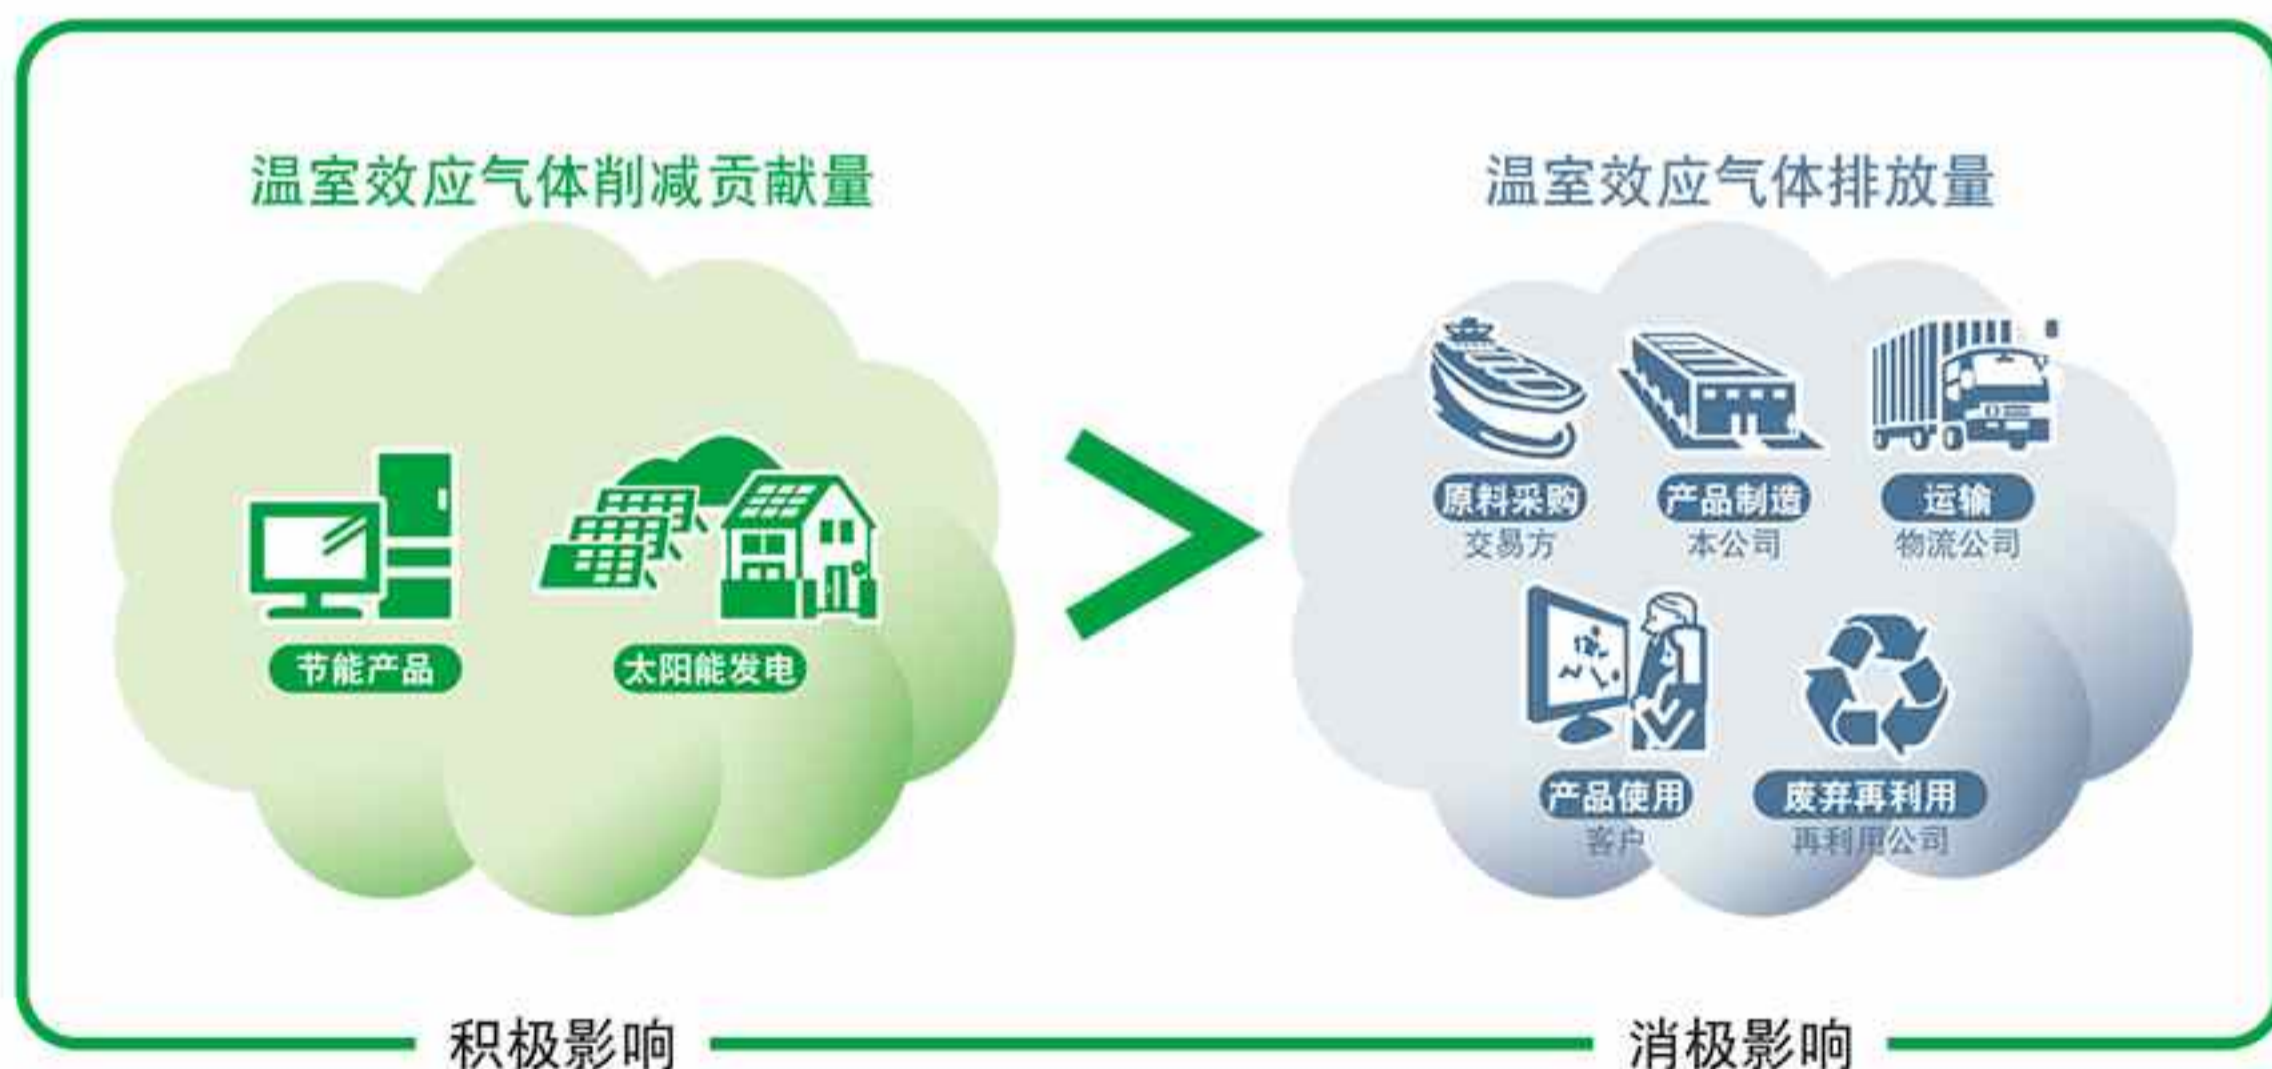 温室效应气体削减贡献量
温室效应气体排放量
节能产品
太阳能发电
>
原料采购
交易方
产品制造
本公司
运输
物流公司
产品使用
客户
废弃再利用
再利用公司
积极影响
消极影响